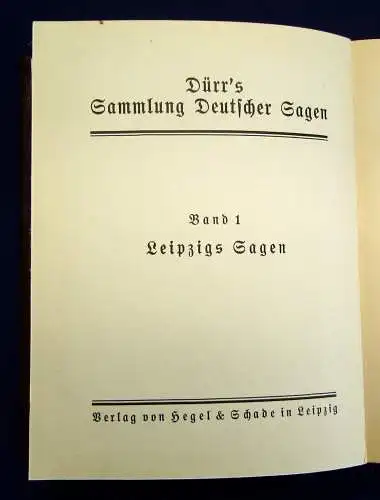 Dürr's
Sammlung Deutſcher Sagen
Band 1
Leipzigs Sagen
Verlag von Hegel & Schade in Leipzig